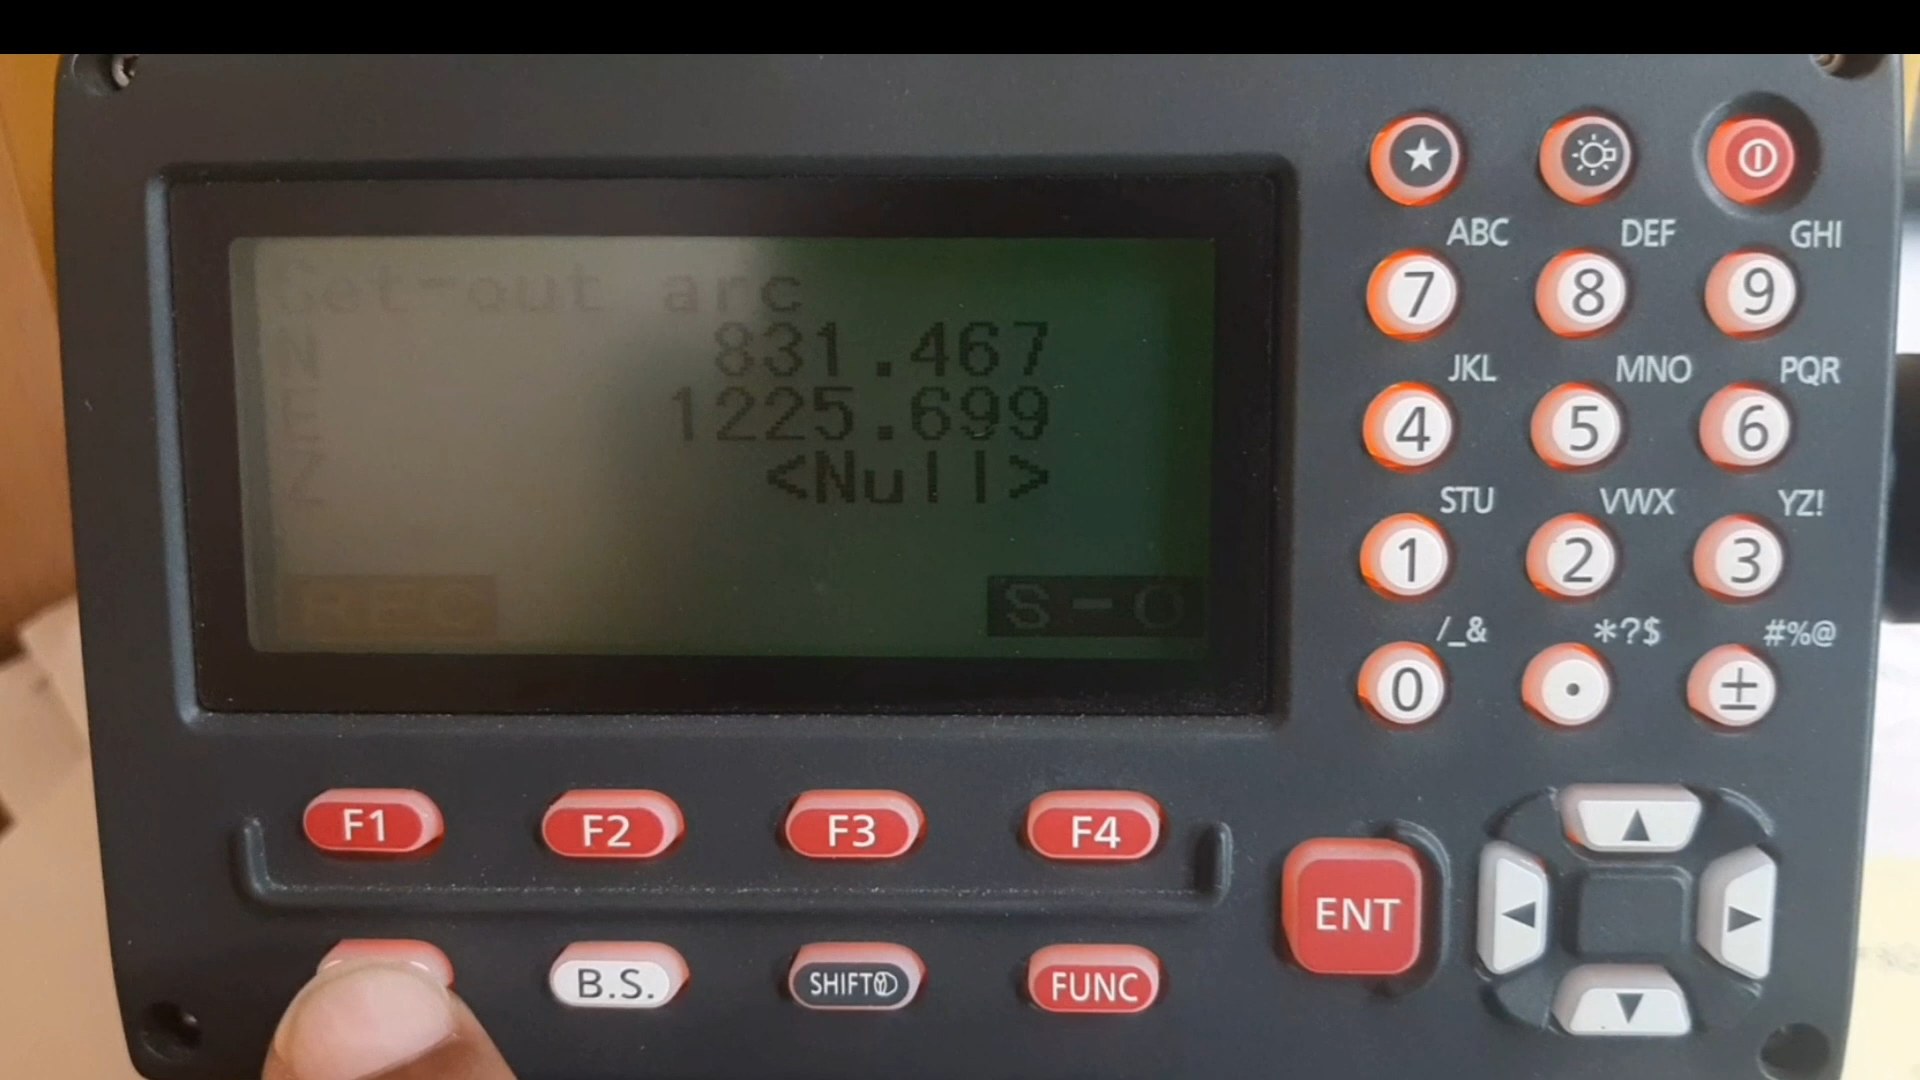 Set-out arc
N 831.467
E 1225.699
Z <Null>
REC S-O
ABC DEF GHI
7 8 9
JKL MNO PQR
4 5 6
STU VWX YZ!
1 2 3
/_& *?$ #%@
0 . ±
F1 F2 F3 F4
ENT
B.S. SHIFT FUNC